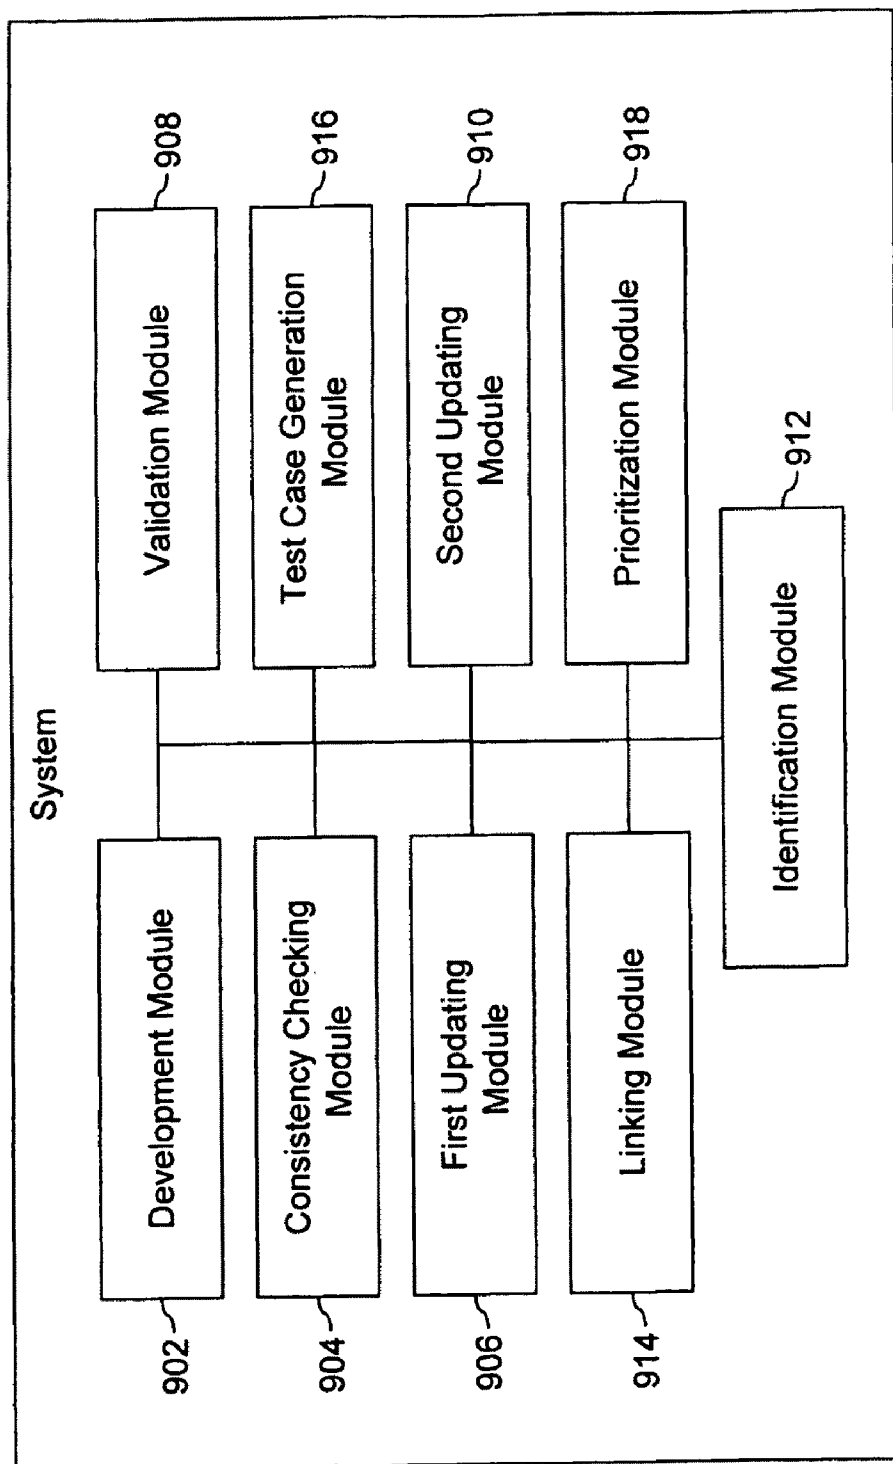 System
902
Development Module
Validation Module
908
904
Consistency Checking
Module
Test Case Generation
Module
916
906
First Updating
Module
Second Updating
Module
910
914
Linking Module
Prioritization Module
918
Identification Module
912